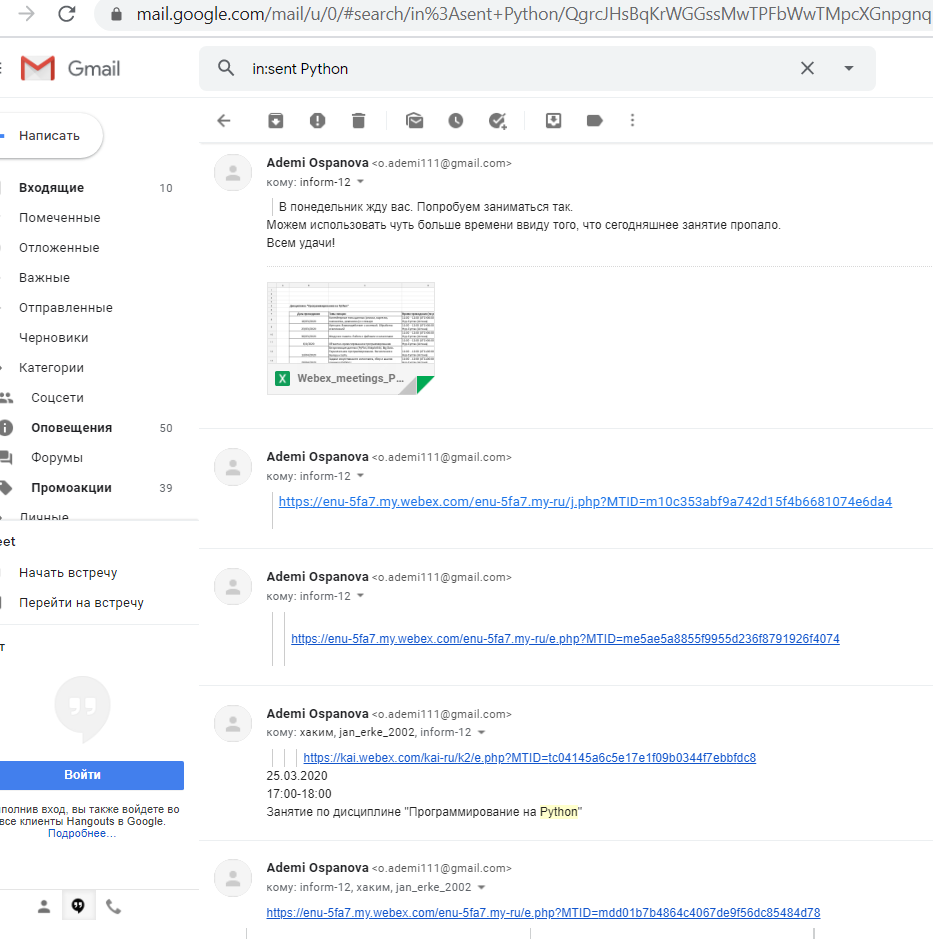 mail.google.com/mail/u/0/#search/in%3Asent+Python/QgrcJHsBqKrWGGssMwTPFbWwTMpcXGnpgnq
Gmail
in:sent Python
Написать
Входящие 10
Помеченные
Отложенные
Важные
Отправленные
Черновики
Категории
Соцсети
Оповещения 50
Форумы
Промоакции 39
Личные
eet
Начать встречу
Перейти на встречу
т
Войти
полнив вход, вы также войдете во
все клиенты Hangouts в Google.
Подробнее…
Ademi Ospanova <o.ademi111@gmail.com>
кому: inform-12
В понедельник жду вас. Попробуем заниматься так.
Можем использовать чуть больше времени ввиду того, что сегодняшнее занятие пропало.
Всем удачи!
X Webex_meetings_P...
Ademi Ospanova <o.ademi111@gmail.com>
кому: inform-12
https://enu-5fa7.my.webex.com/enu-5fa7.my-ru/j.php?MTID=m10c353abf9a742d15f4b6681074e6da4
Ademi Ospanova <o.ademi111@gmail.com>
кому: inform-12
https://enu-5fa7.my.webex.com/enu-5fa7.my-ru/e.php?MTID=me5ae5a8855f9955d236f8791926f4074
Ademi Ospanova <o.ademi111@gmail.com>
кому: хаким, jan_erke_2002, inform-12
https://kai.webex.com/kai-ru/k2/e.php?MTID=tc04145a6c5e17e1f09b0344f7ebbfdc8
25.03.2020
17:00-18:00
Занятие по дисциплине "Программирование на Python"
Ademi Ospanova <o.ademi111@gmail.com>
кому: inform-12, хаким, jan_erke_2002
https://enu-5fa7.my.webex.com/enu-5fa7.my-ru/e.php?MTID=mdd01b7b4864c4067de9f56dc85484d78